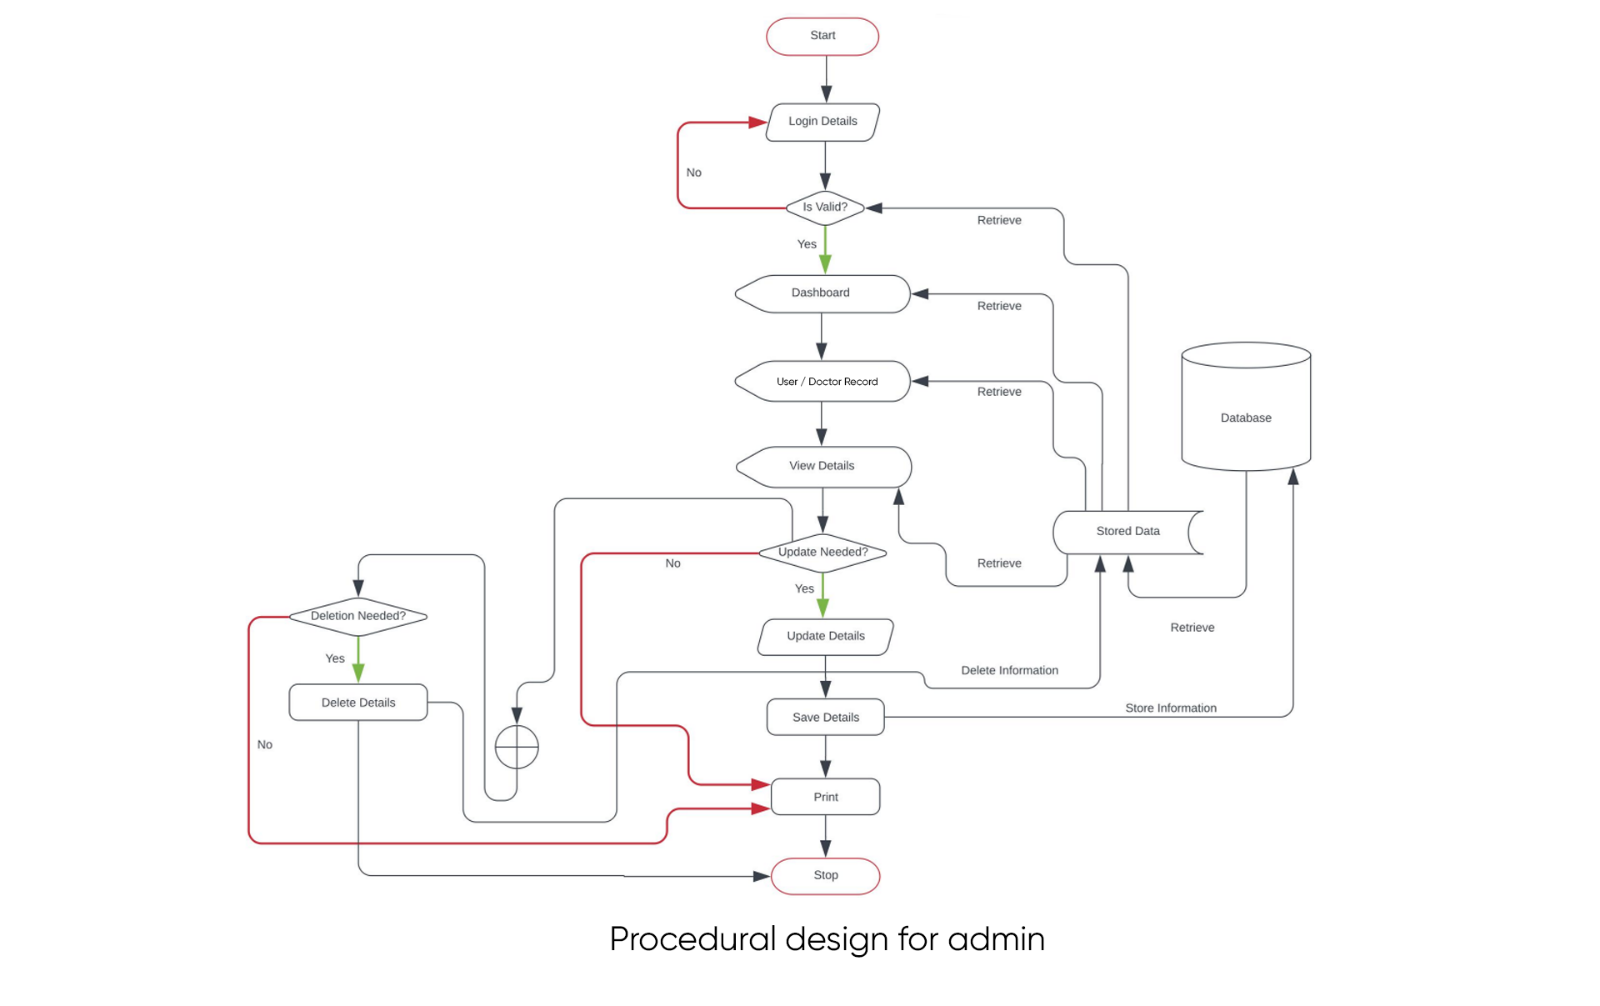 Start
Login Details
No
Is Valid?
Retrieve
Yes
Dashboard
Retrieve
User / Doctor Record
Retrieve
Database
View Details
Stored Data
Update Needed?
No
Retrieve
Yes
Deletion Needed?
Update Details
Retrieve
Yes
Delete Information
Delete Details
Store Information
Save Details
No
Print
Stop
Procedural design for admin